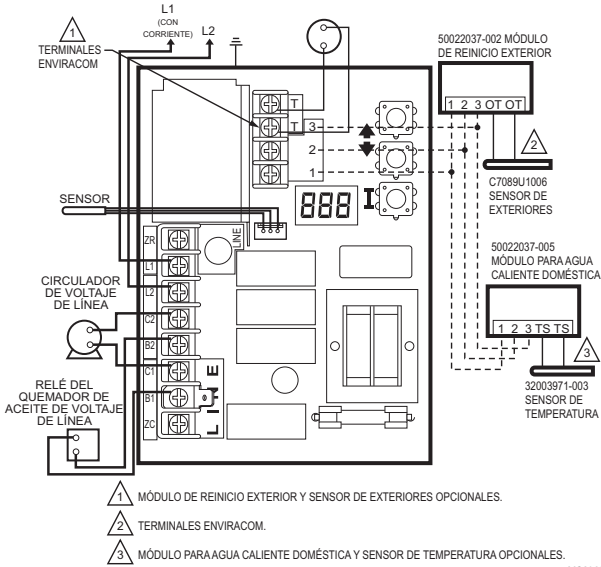 L1
(CON
CORRIENTE)
L2
1
TERMINALES
ENVIRACOM
50022037-002 MÓDULO
DE REINICIO EXTERIOR
1 2 3 OT OT
2
C7089U1006
SENSOR DE
EXTERIORES
T
T
3
2
1
SENSOR
LINE
ZR
L1
L2
C2
B2
C1
B1
ZC
LINE
CIRCULADOR
DE VOLTAJE
DE LÍNEA
RELÉ DEL
QUEMADOR DE
ACEITE DE VOLTAJE
DE LÍNEA
50022037-005
MÓDULO PARA AGUA
CALIENTE DOMÉSTICA
1 2 3 TS TS
3
32003971-003
SENSOR DE
TEMPERATURA
1 MÓDULO DE REINICIO EXTERIOR Y SENSOR DE EXTERIORES OPCIONALES.
2 TERMINALES ENVIRACOM.
3 MÓDULO PARA AGUA CALIENTE DOMÉSTICA Y SENSOR DE TEMPERATURA OPCIONALES.